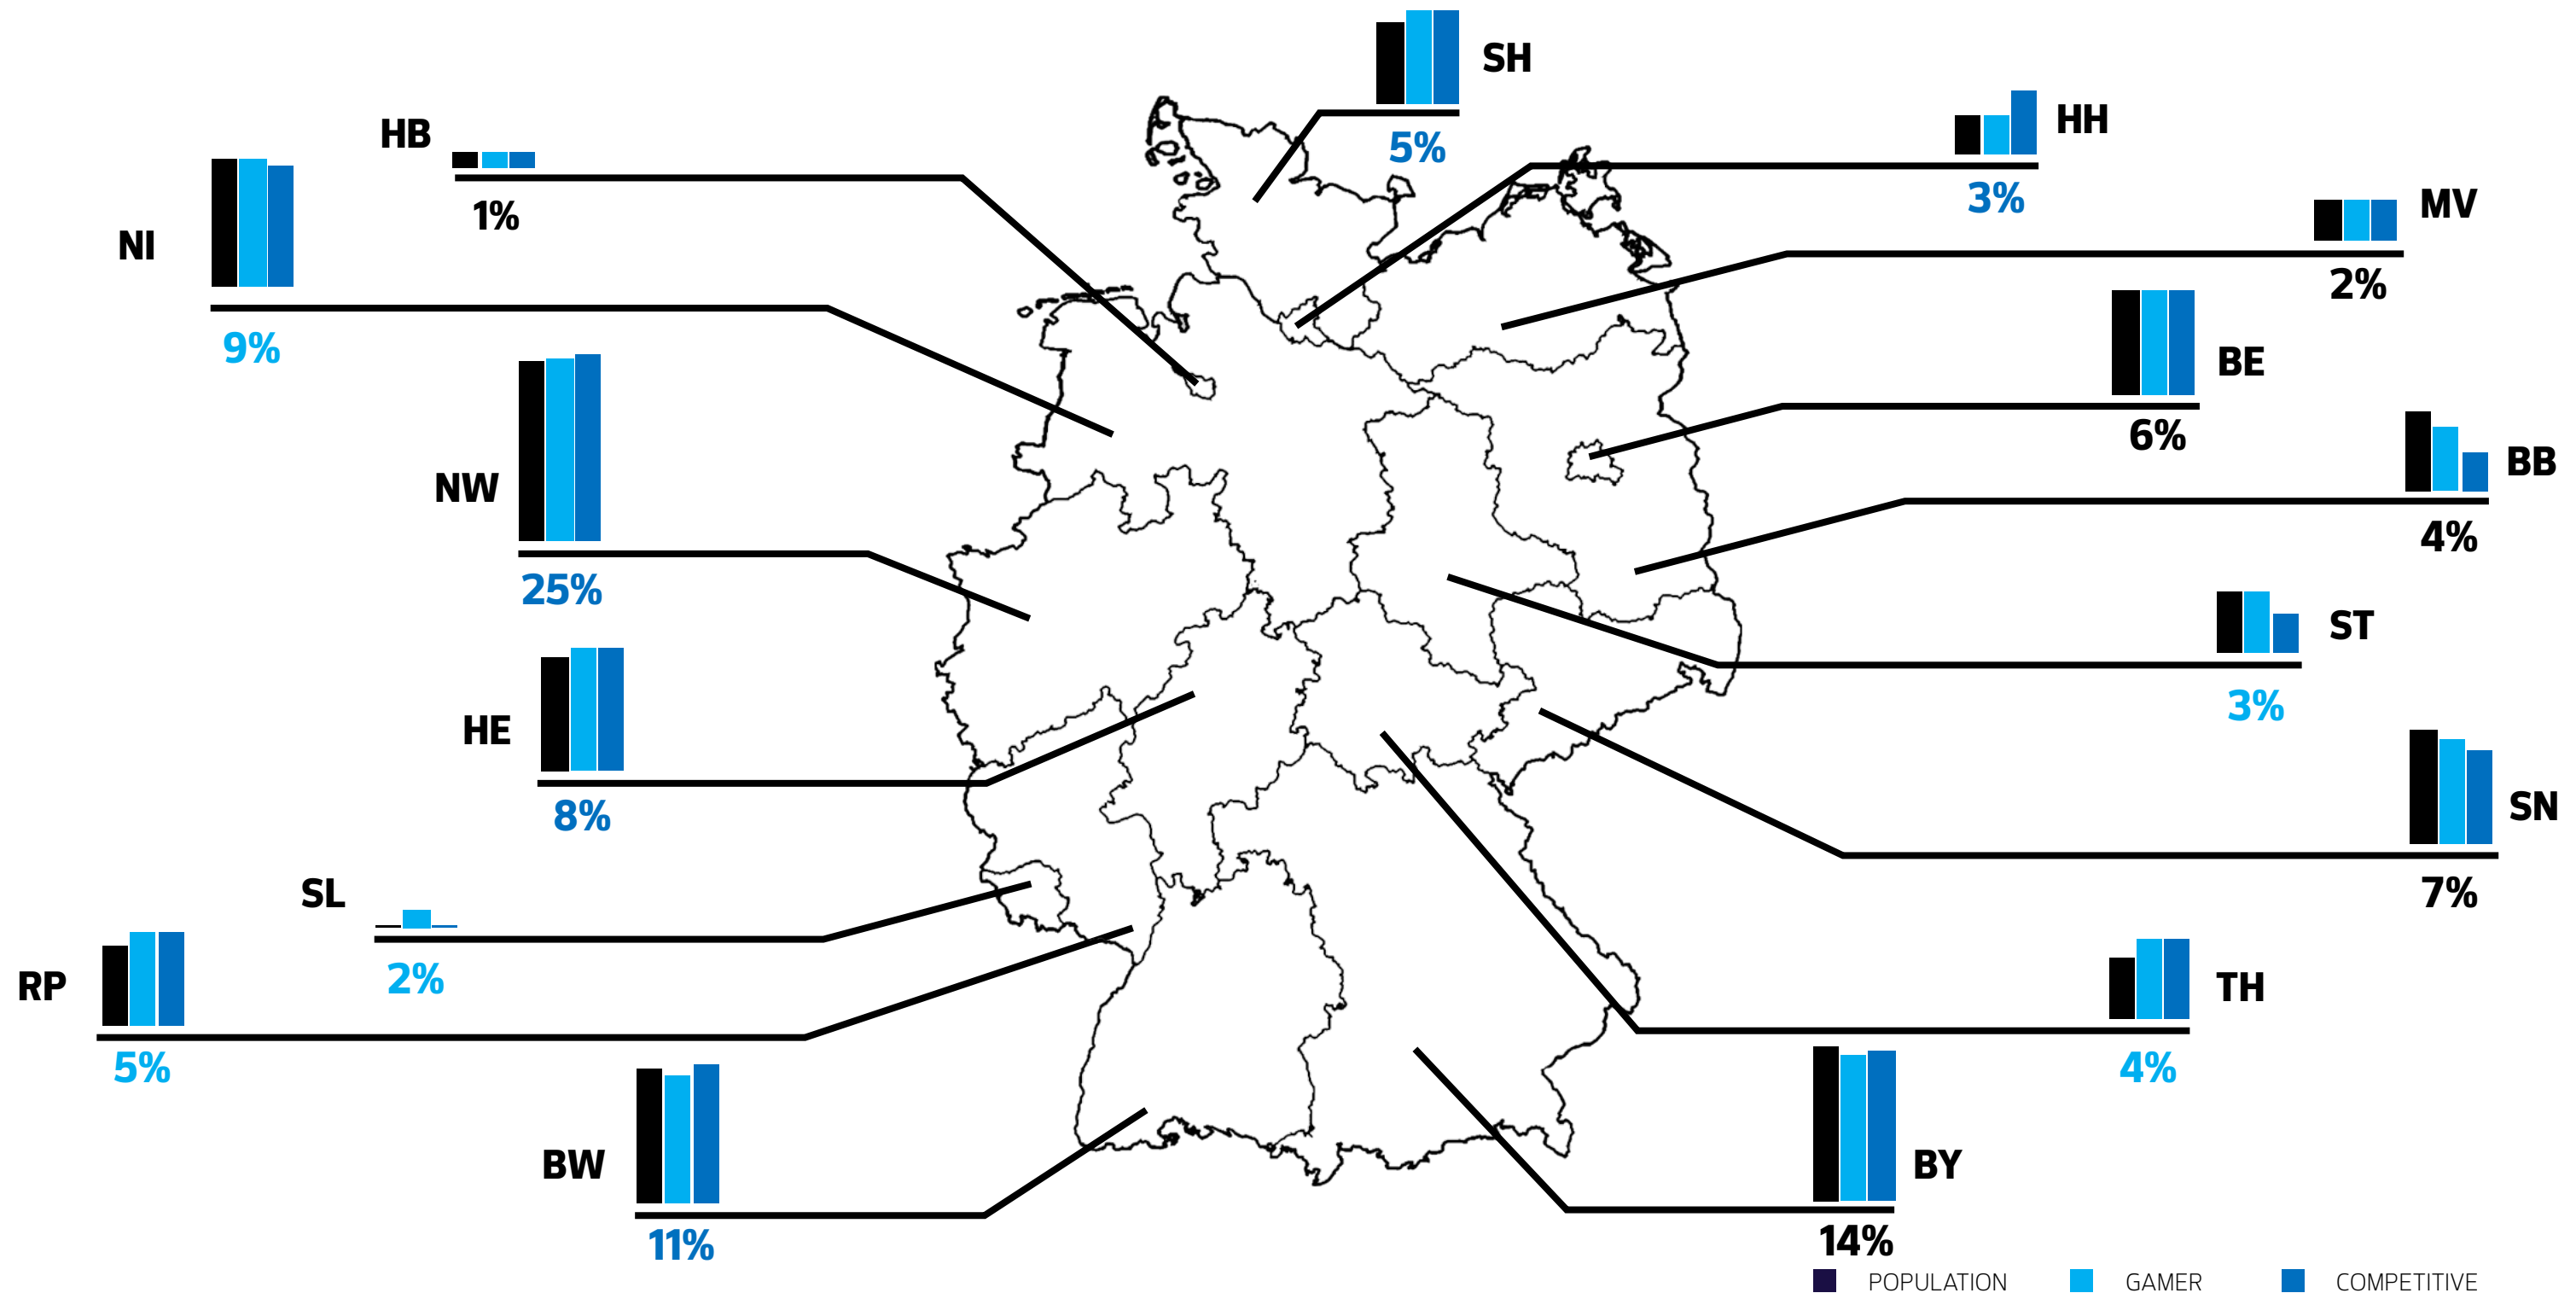 SH
5%
HH
3%
HB
1%
MV
2%
NI
9%
BE
6%
BB
4%
NW
25%
ST
3%
HE
8%
SN
7%
SL
2%
RP
5%
TH
4%
BW
11%
BY
14%
POPULATION GAMER COMPETITIVE